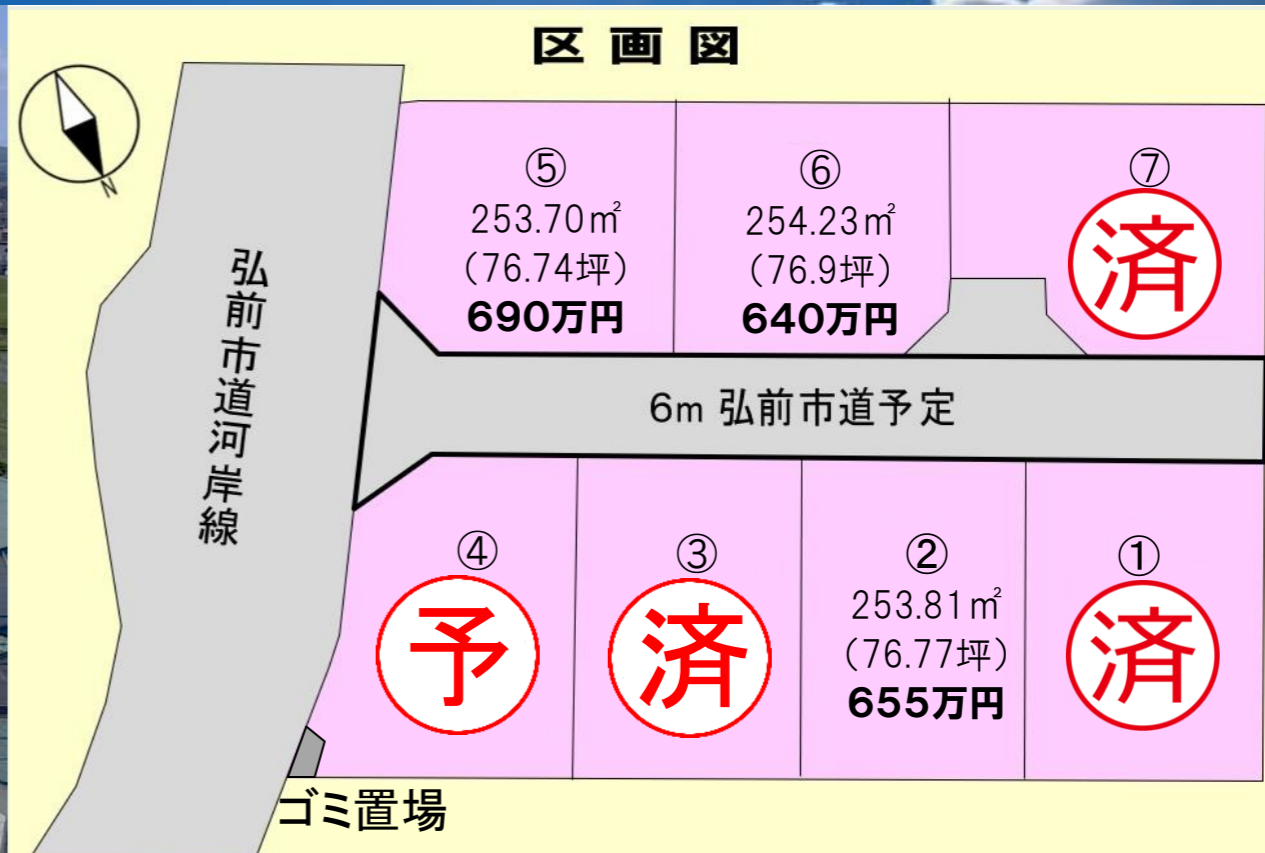 区画図
N
⑤
253.70㎡
(76.74坪)
690万円
⑥
254.23㎡
(76.9坪)
640万円
⑦
済
弘前市道河岸線
6m 弘前市道予定
④
予
③
済
②
253.81㎡
(76.77坪)
655万円
①
済
ゴミ置場